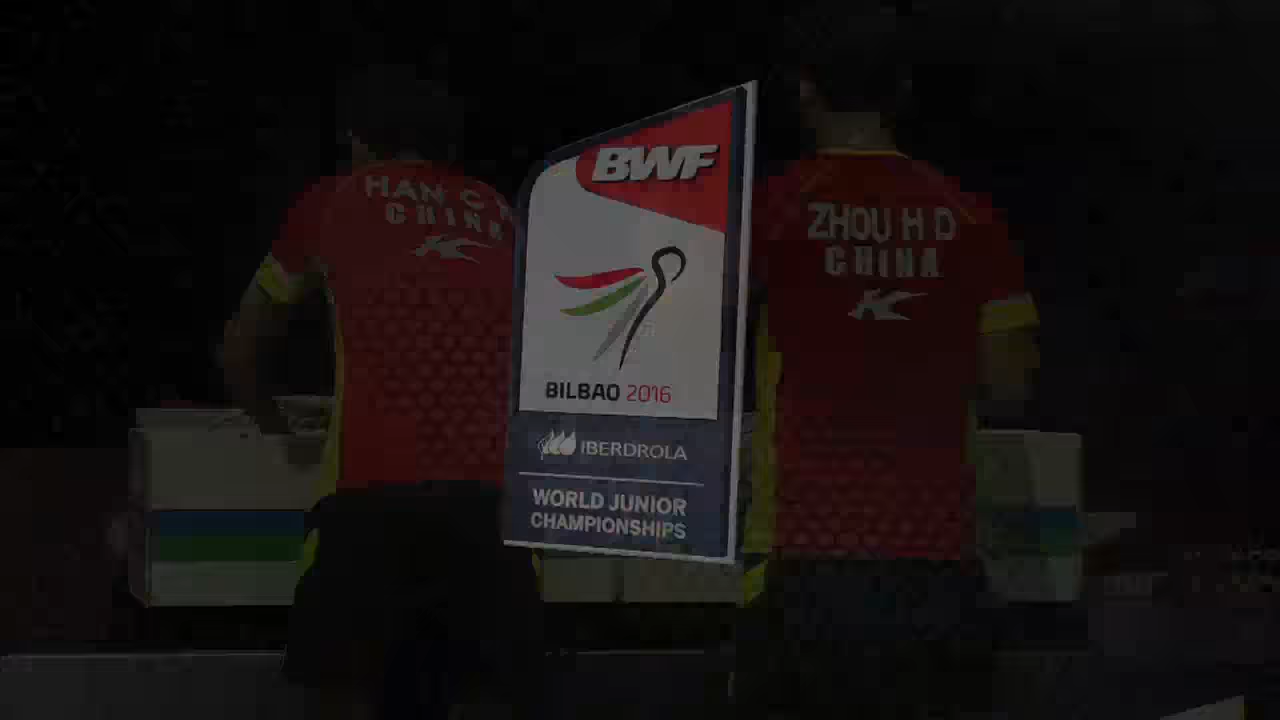 HAN C K
CHINA
BWF
BILBAO 2016
IBERDROLA
WORLD JUNIOR
CHAMPIONSHIPS
ZHOU H D
CHINA